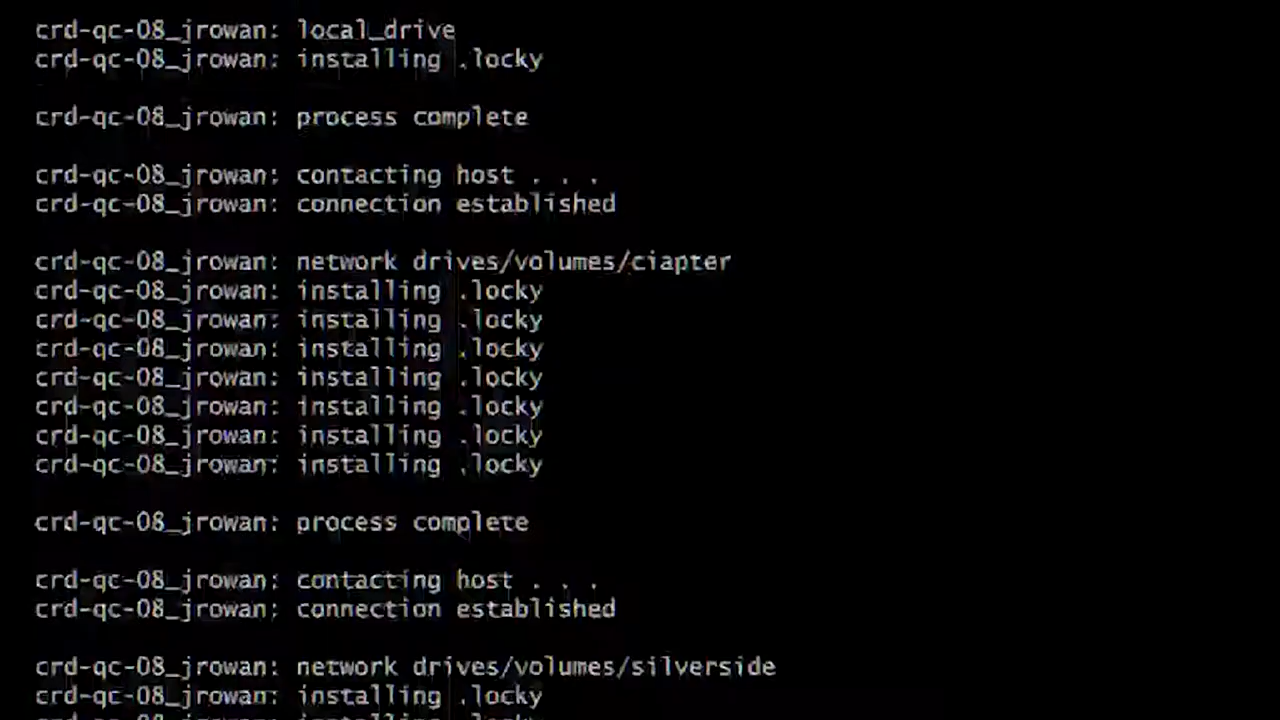 crd-qc-08_jrowan: local_drive
crd-qc-08_jrowan: installing .locky
crd-qc-08_jrowan: process complete
crd-qc-08_jrowan: contacting host . . .
crd-qc-08_jrowan: connection established
crd-qc-08_jrowan: network drives/volumes/ciapter
crd-qc-08_jrowan: installing .locky
crd-qc-08_jrowan: installing .locky
crd-qc-08_jrowan: installing .locky
crd-qc-08_jrowan: installing .locky
crd-qc-08_jrowan: installing .locky
crd-qc-08_jrowan: installing .locky
crd-qc-08_jrowan: installing .locky
crd-qc-08_jrowan: process complete
crd-qc-08_jrowan: contacting host . . .
crd-qc-08_jrowan: connection established
crd-qc-08_jrowan: network drives/volumes/silverside
crd-qc-08_jrowan: installing .locky